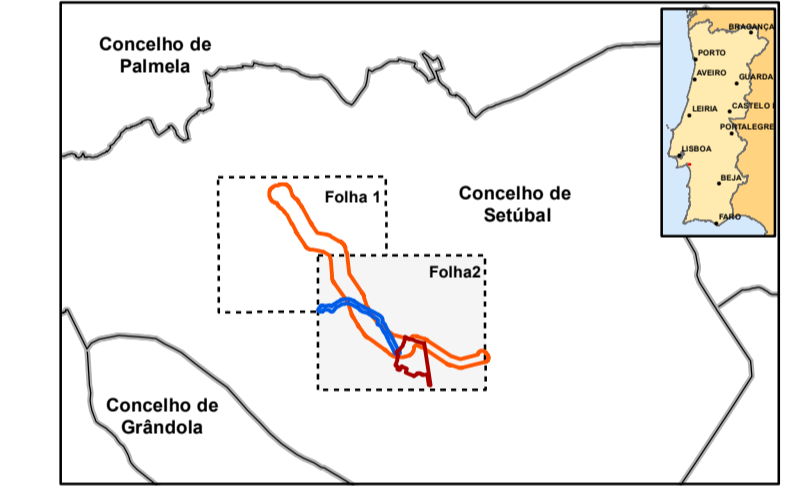 Concelho de
Palmela
Folha 1
Concelho de
Setúbal
Folha2
Concelho de
Grândola
BRAGANÇA
PORTO
AVEIRO
GUARDA
LEIRIA
CASTELO
PORTALEGRE
LISBOA
BEJA
FARO